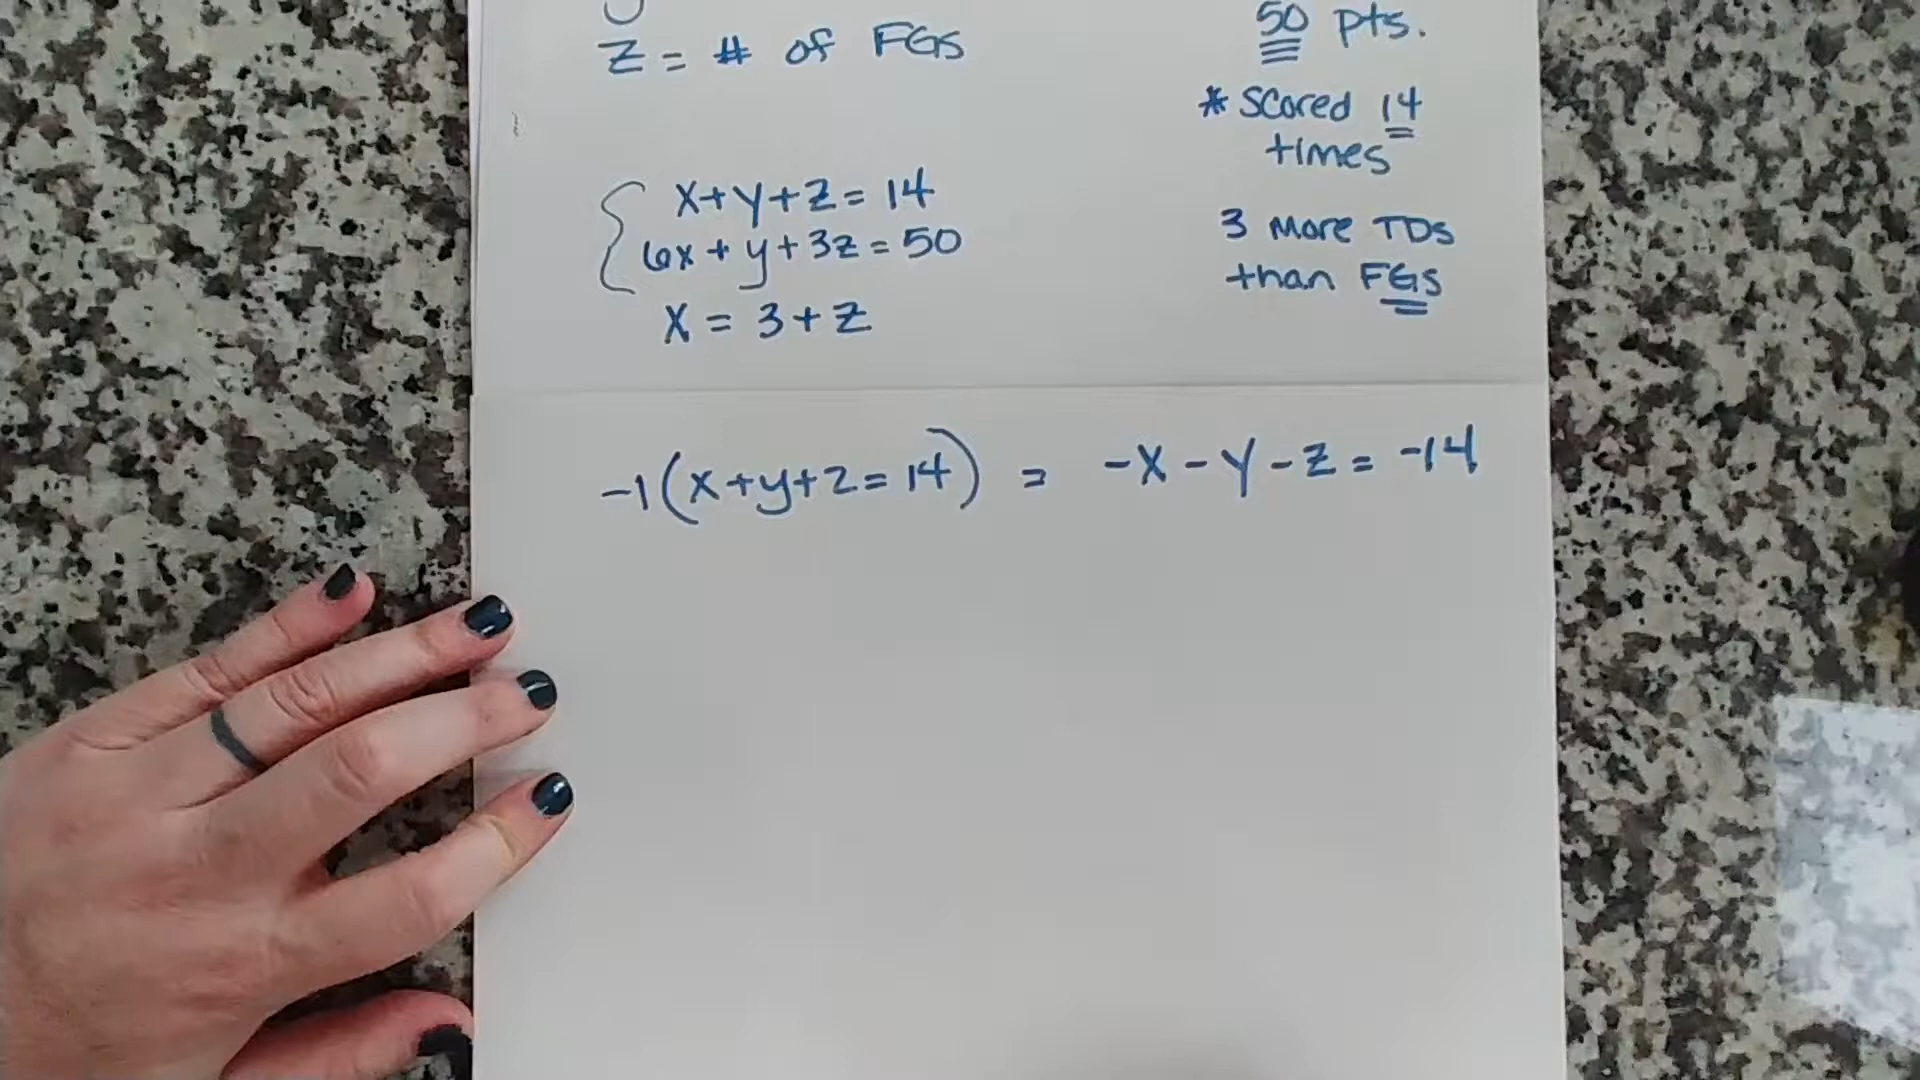 z = # of FGs
50 pts.
* Scored 14
times
3 more TDs
than FGs
x+y+z = 14
6x + y + 3z = 50
x = 3 + z
-1(x+y+z = 14) = -x - y - z = -14